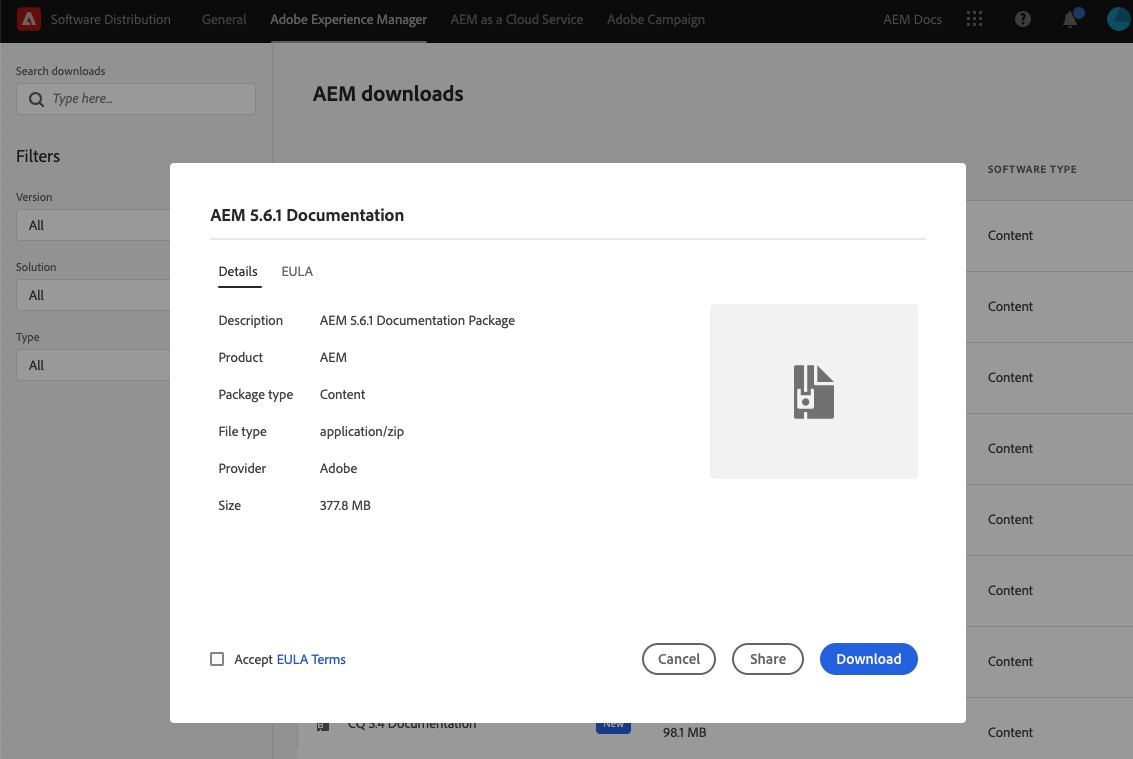 Software Distribution General Adobe Experience Manager AEM as a Cloud Service Adobe Campaign AEM Docs
Search downloads
Type here...
AEM downloads
Filters
SOFTWARE TYPE
Version
All
Solution
All
Type
All
AEM 5.6.1 Documentation
Details EULA
Description AEM 5.6.1 Documentation Package
Product AEM
Package type Content
File type application/zip
Provider Adobe
Size 377.8 MB
Accept EULA Terms Cancel Share Download
Content
Content
Content
Content
Content
Content
Content
CQ 5.4 Documentation New
98.1 MB Content